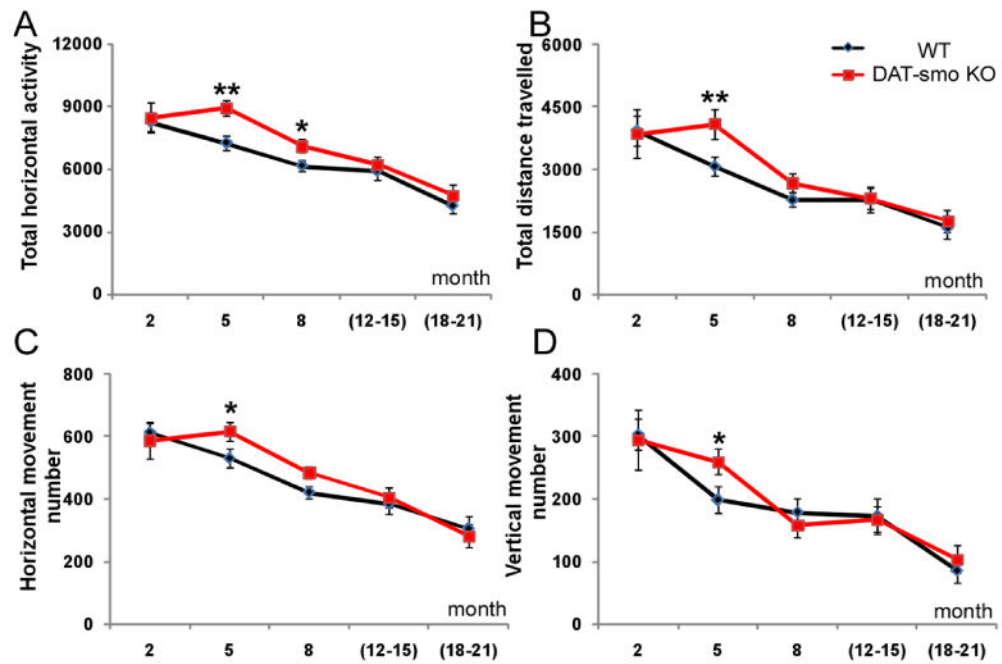 A
Total horizontal activity
12000
9000
6000
3000
0
**
*
month
2 5 8 (12-15) (18-21)
B
Total distance travelled
6000
4500
3000
1500
0
**
WT
DAT-smo KO
month
2 5 8 (12-15) (18-21)
C
Horizontal movement
number
800
600
400
200
0
*
month
2 5 8 (12-15) (18-21)
D
Vertical movement
number
400
300
200
100
0
*
month
2 5 8 (12-15) (18-21)